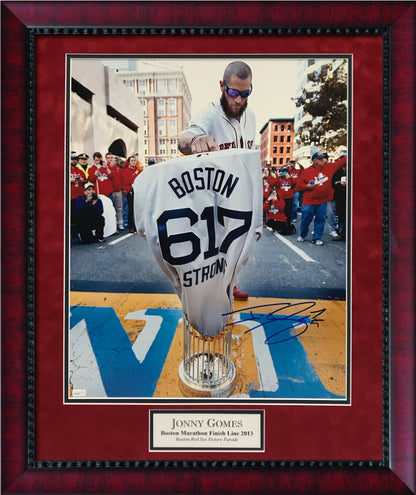 BOSTON
617
STRONG
JONNY GOMES
Boston Marathon Finish Line 2013
Boston Red Sox Victory Parade